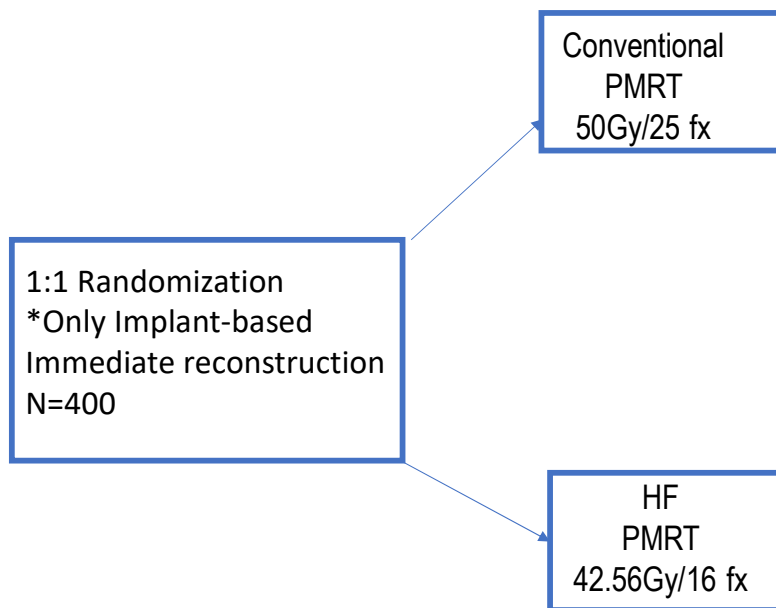 Conventional
PMRT
50Gy/25 fx
1:1 Randomization
*Only Implant-based
Immediate reconstruction
N=400
HF
PMRT
42.56Gy/16 fx